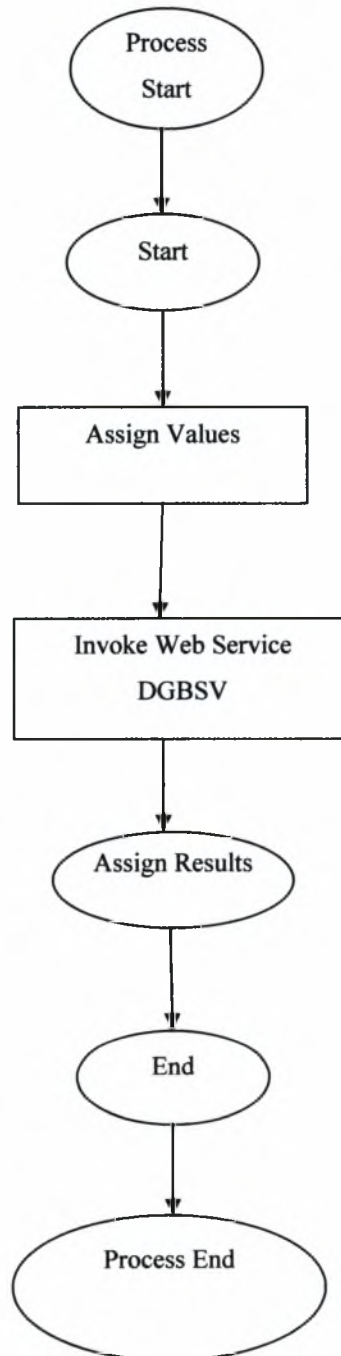 Process
Start
Start
Assign Values
Invoke Web Service
DGBSV
Assign Results
End
Process End